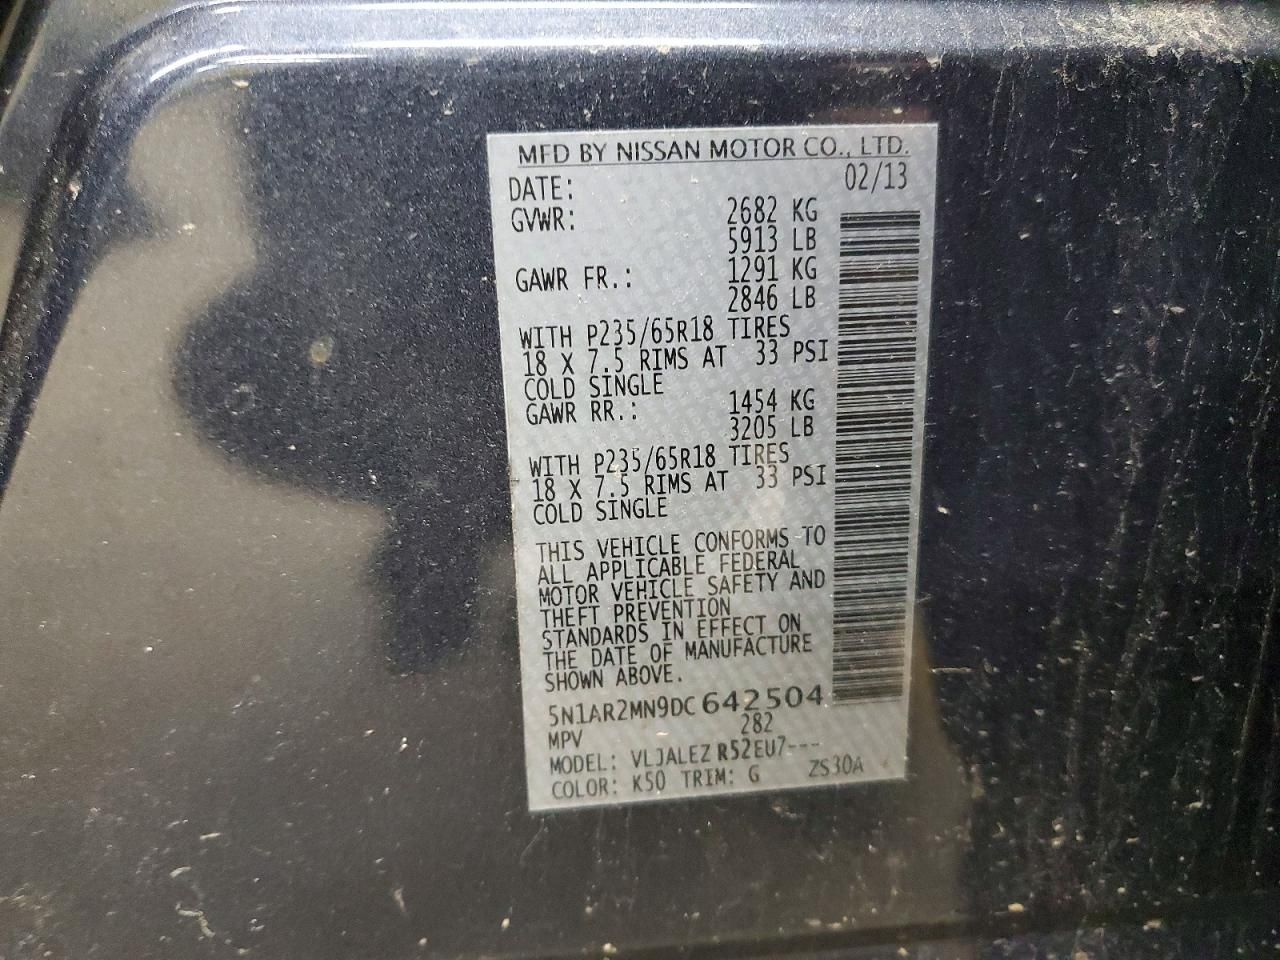 MFD BY NISSAN MOTOR CO., LTD.
DATE: 02/13
GVWR: 2682 KG
5913 LB
GAWR FR.: 1291 KG
2846 LB
WITH P235/65R18 TIRES
18 X 7.5 RIMS AT 33 PSI
COLD SINGLE
GAWR RR.: 1454 KG
3205 LB
WITH P235/65R18 TIRES
18 X 7.5 RIMS AT 33 PSI
COLD SINGLE
THIS VEHICLE CONFORMS TO
ALL APPLICABLE FEDERAL
MOTOR VEHICLE SAFETY AND
THEFT PREVENTION
STANDARDS IN EFFECT ON
THE DATE OF MANUFACTURE
SHOWN ABOVE.
5N1AR2MN9DC642504
MPV 282
MODEL: VLJALEZ R52EU7---
COLOR: K50 TRIM: G ZS30A